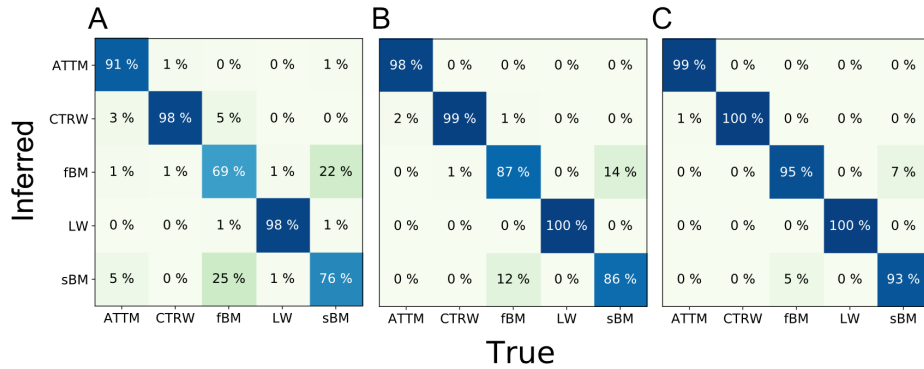 A B C
ATTM 91 % 1 % 0 % 0 % 1 % 98 % 0 % 0 % 0 % 0 % 99 % 0 % 0 % 0 % 0 %
CTRW 3 % 98 % 5 % 0 % 0 % 2 % 99 % 1 % 0 % 0 % 1 % 100 % 0 % 0 % 0 %
fBM 1 % 1 % 69 % 1 % 22 % 0 % 1 % 87 % 0 % 14 % 0 % 0 % 95 % 0 % 7 %
LW 0 % 0 % 1 % 98 % 1 % 0 % 0 % 0 % 100 % 0 % 0 % 0 % 0 % 100 % 0 %
sBM 5 % 0 % 25 % 1 % 76 % 0 % 0 % 12 % 0 % 86 % 0 % 0 % 5 % 0 % 93 %
ATTM CTRW fBM LW sBM ATTM CTRW fBM LW sBM ATTM CTRW fBM LW sBM
Inferred
True